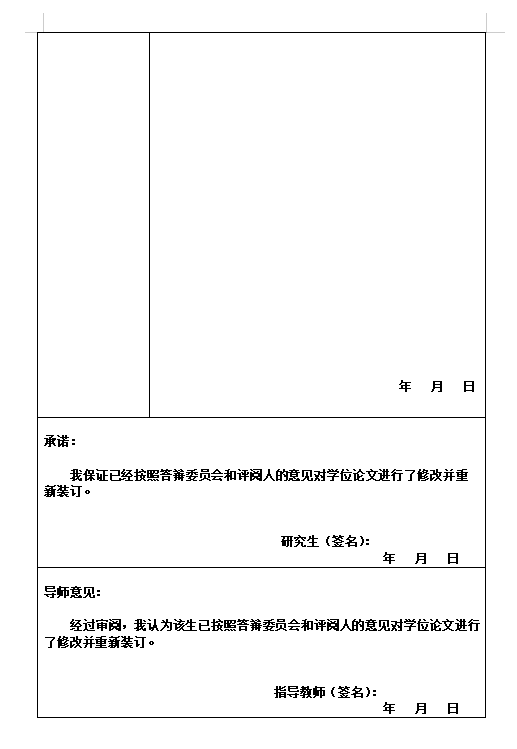 年 月 日
承诺：
我保证已经按照答辩委员会和评阅人的意见对学位论文进行了修改并重
新装订。
研究生（签名）：
年 月 日
导师意见：
经过审阅，我认为该生已按照答辩委员会和评阅人的意见对学位论文进行
了修改并重新装订。
指导教师（签名）：
年 月 日